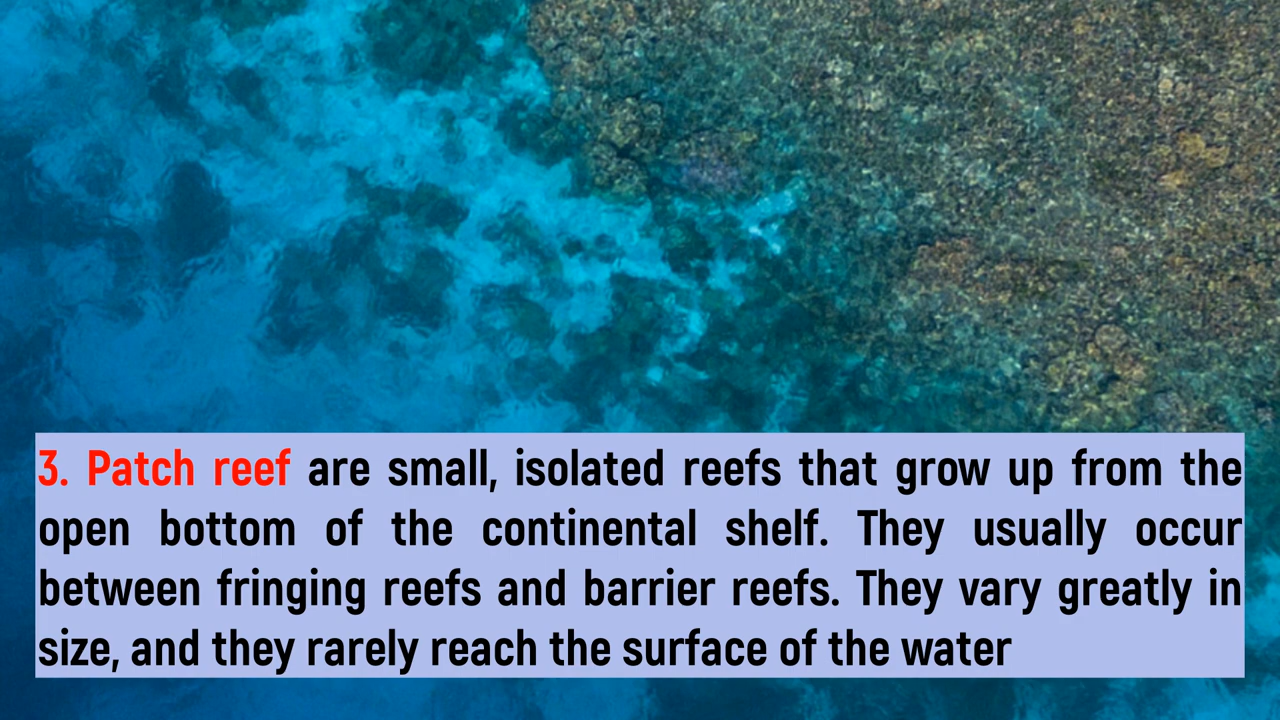 3. Patch reef are small, isolated reefs that grow up from the
open bottom of the continental shelf. They usually occur
between fringing reefs and barrier reefs. They vary greatly in
size, and they rarely reach the surface of the water